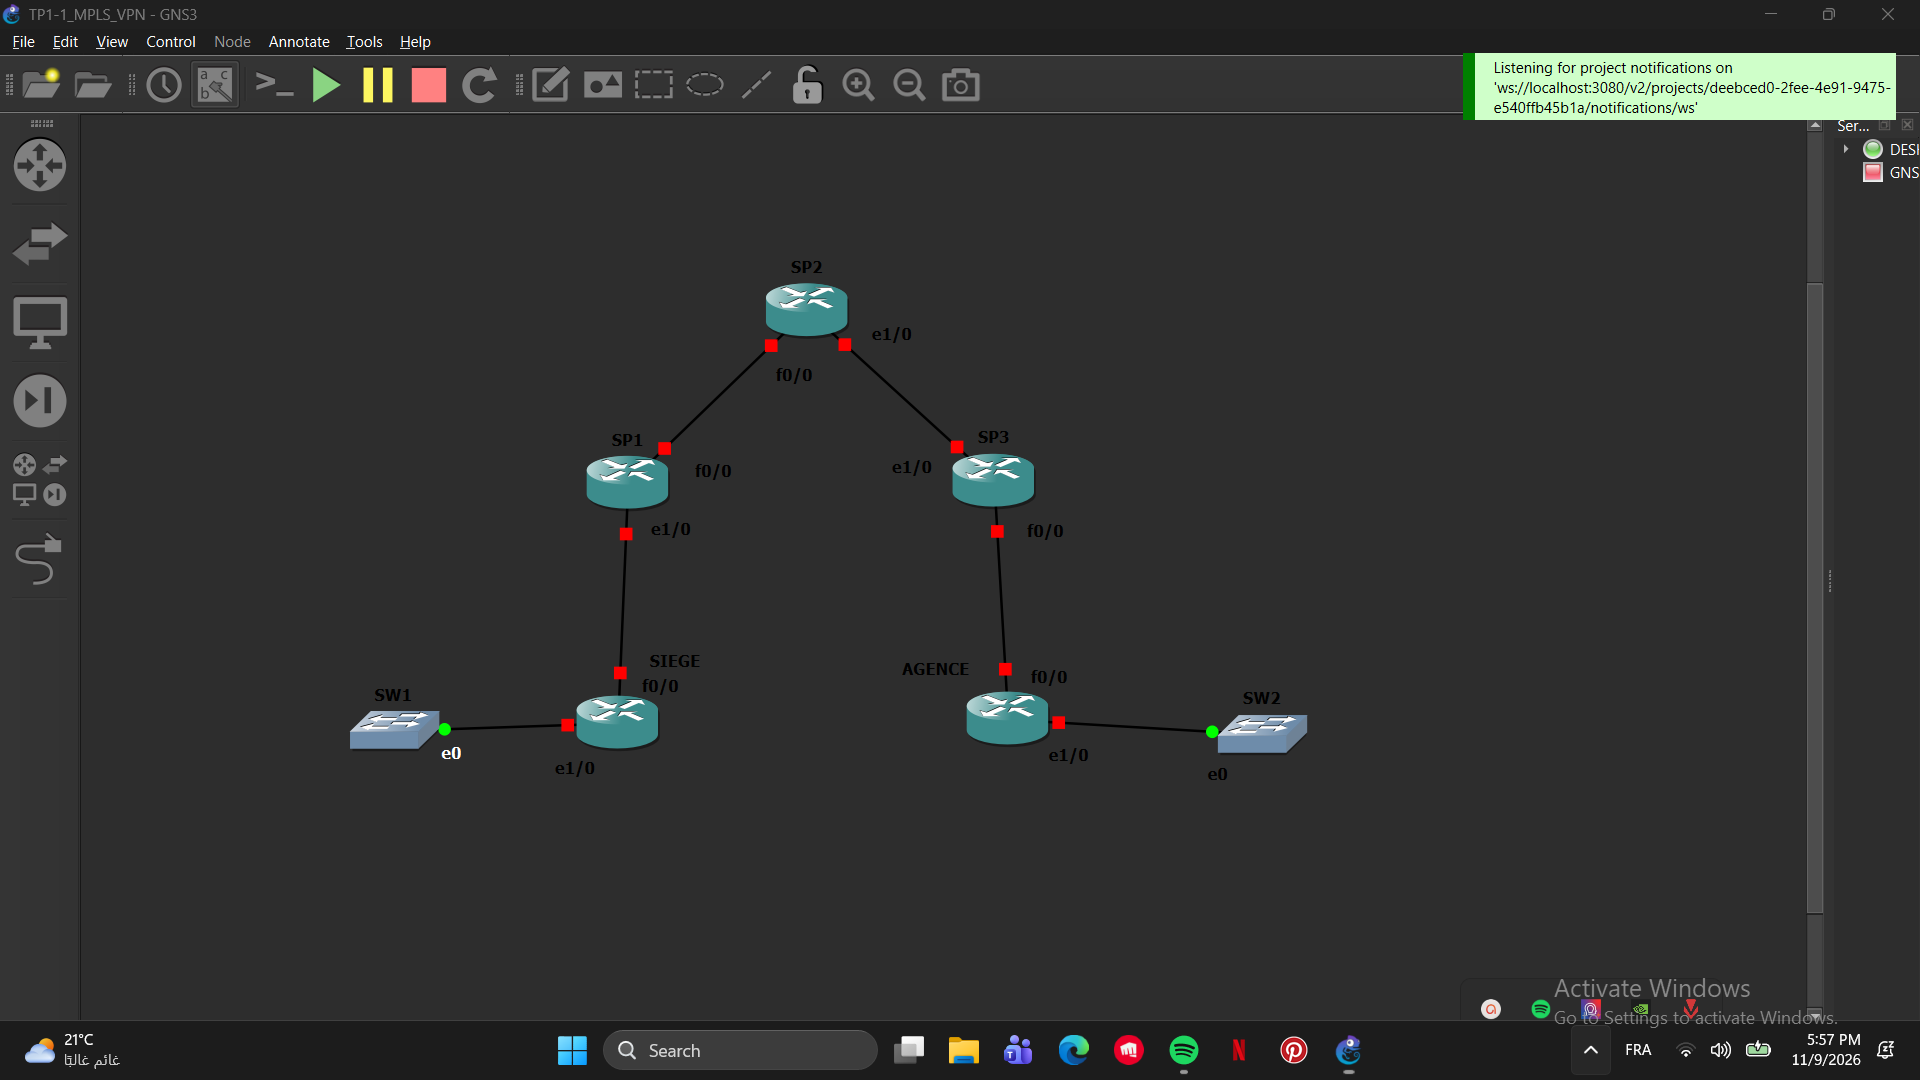 TP1-1_MPLS_VPN - GNS3
File Edit View Control Node Annotate Tools Help
Listening for project notifications on
'ws://localhost:3080/v2/projects/deebced0-2fee-4e91-9475-
e540ffb45b1a/notifications/ws'
a c
b
Ser...
DESI
GNS
SP2
e1/0
f0/0
SP1
SP3
f0/0
e1/0
e1/0
f0/0
SIEGE
f0/0
AGENCE
f0/0
SW1
SW2
e0
e1/0
e1/0
e0
Activate Windows
Go to Settings to activate Windows.
21°C
غائم غالبًا
Search
FRA
5:57 PM
11/9/2026